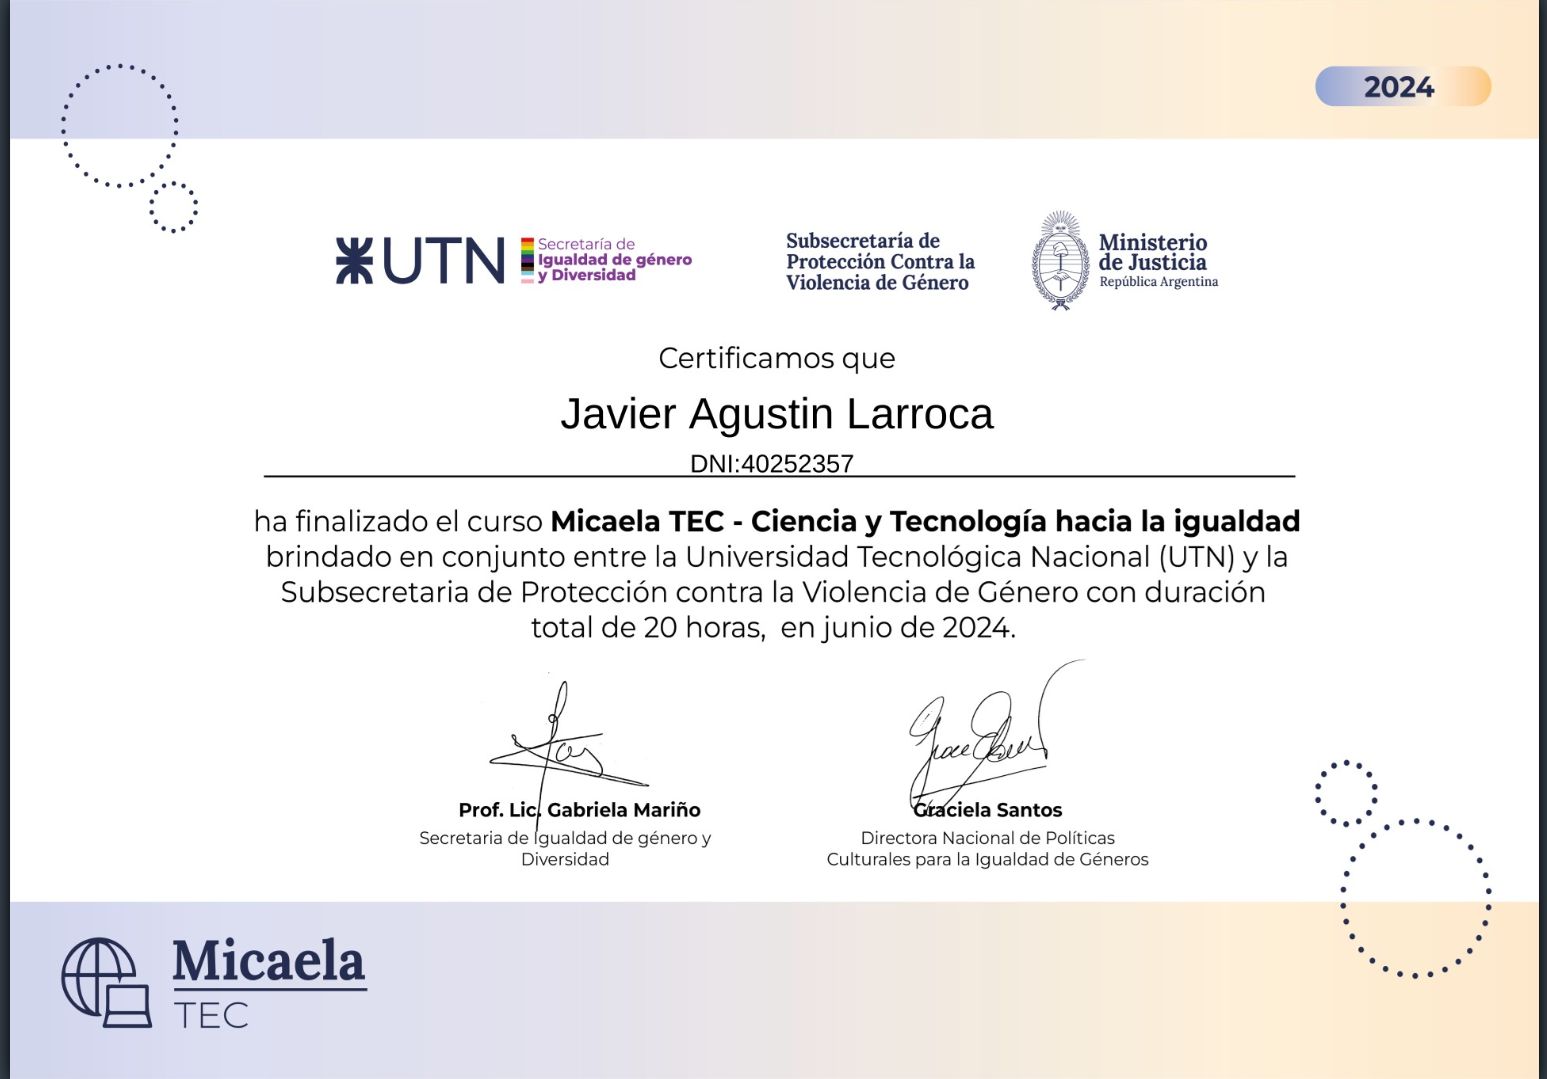 2024
UTN
Secretaría de
Igualdad de género
y Diversidad
Subsecretaría de
Protección Contra la
Violencia de Género
Ministerio
de Justicia
República Argentina
Certificamos que
Javier Agustin Larroca
DNI:40252357
ha finalizado el curso Micaela TEC - Ciencia y Tecnología hacia la igualdad
brindado en conjunto entre la Universidad Tecnológica Nacional (UTN) y la
Subsecretaria de Protección contra la Violencia de Género con duración
total de 20 horas,  en junio de 2024.
Prof. Lic. Gabriela Mariño
Secretaria de Igualdad de género y
Diversidad
Graciela Santos
Directora Nacional de Políticas
Culturales para la Igualdad de Géneros
Micaela
TEC